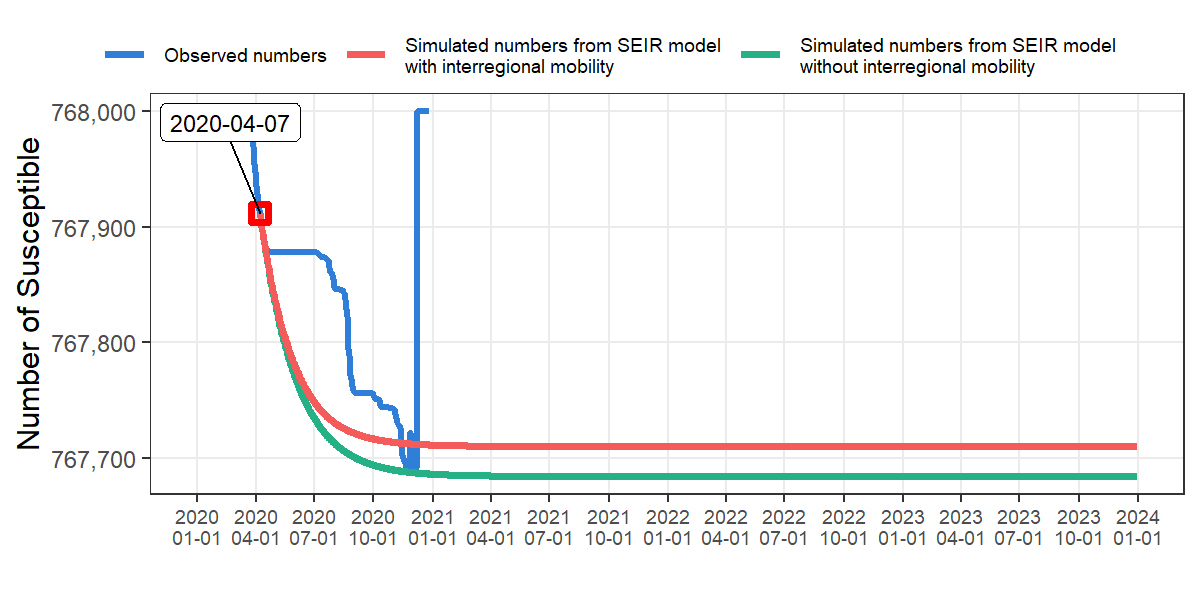 Observed numbers
Simulated numbers from SEIR model
with interregional mobility
Simulated numbers from SEIR model
without interregional mobility
Number of Susceptible
768,000
767,900
767,800
767,700
2020-04-07
2020 2020 2020 2020 2021 2021 2021 2021 2022 2022 2022 2022 2023 2023 2023 2023 2024
01-01 04-01 07-01 10-01 01-01 04-01 07-01 10-01 01-01 04-01 07-01 10-01 01-01 04-01 07-01 10-01 01-01